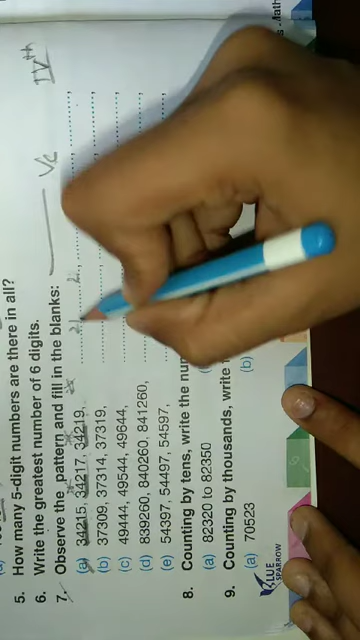 5. How many 5-digit numbers are there in all?
6. Write the greatest number of 6 digits.
7. Observe the pattern and fill in the blanks:
(a) 34215, 34217, 34219,
(b) 37309, 37314, 37319,
(c) 49444, 49544, 49644,
(d) 839260, 840260, 841260,
(e) 54397, 54497, 54597,
8. Counting by tens, write the
(a) 82320 to 82350
9. Counting by thousands, write
(a) 70523 (b)
BLUE
SPARROW
IVth